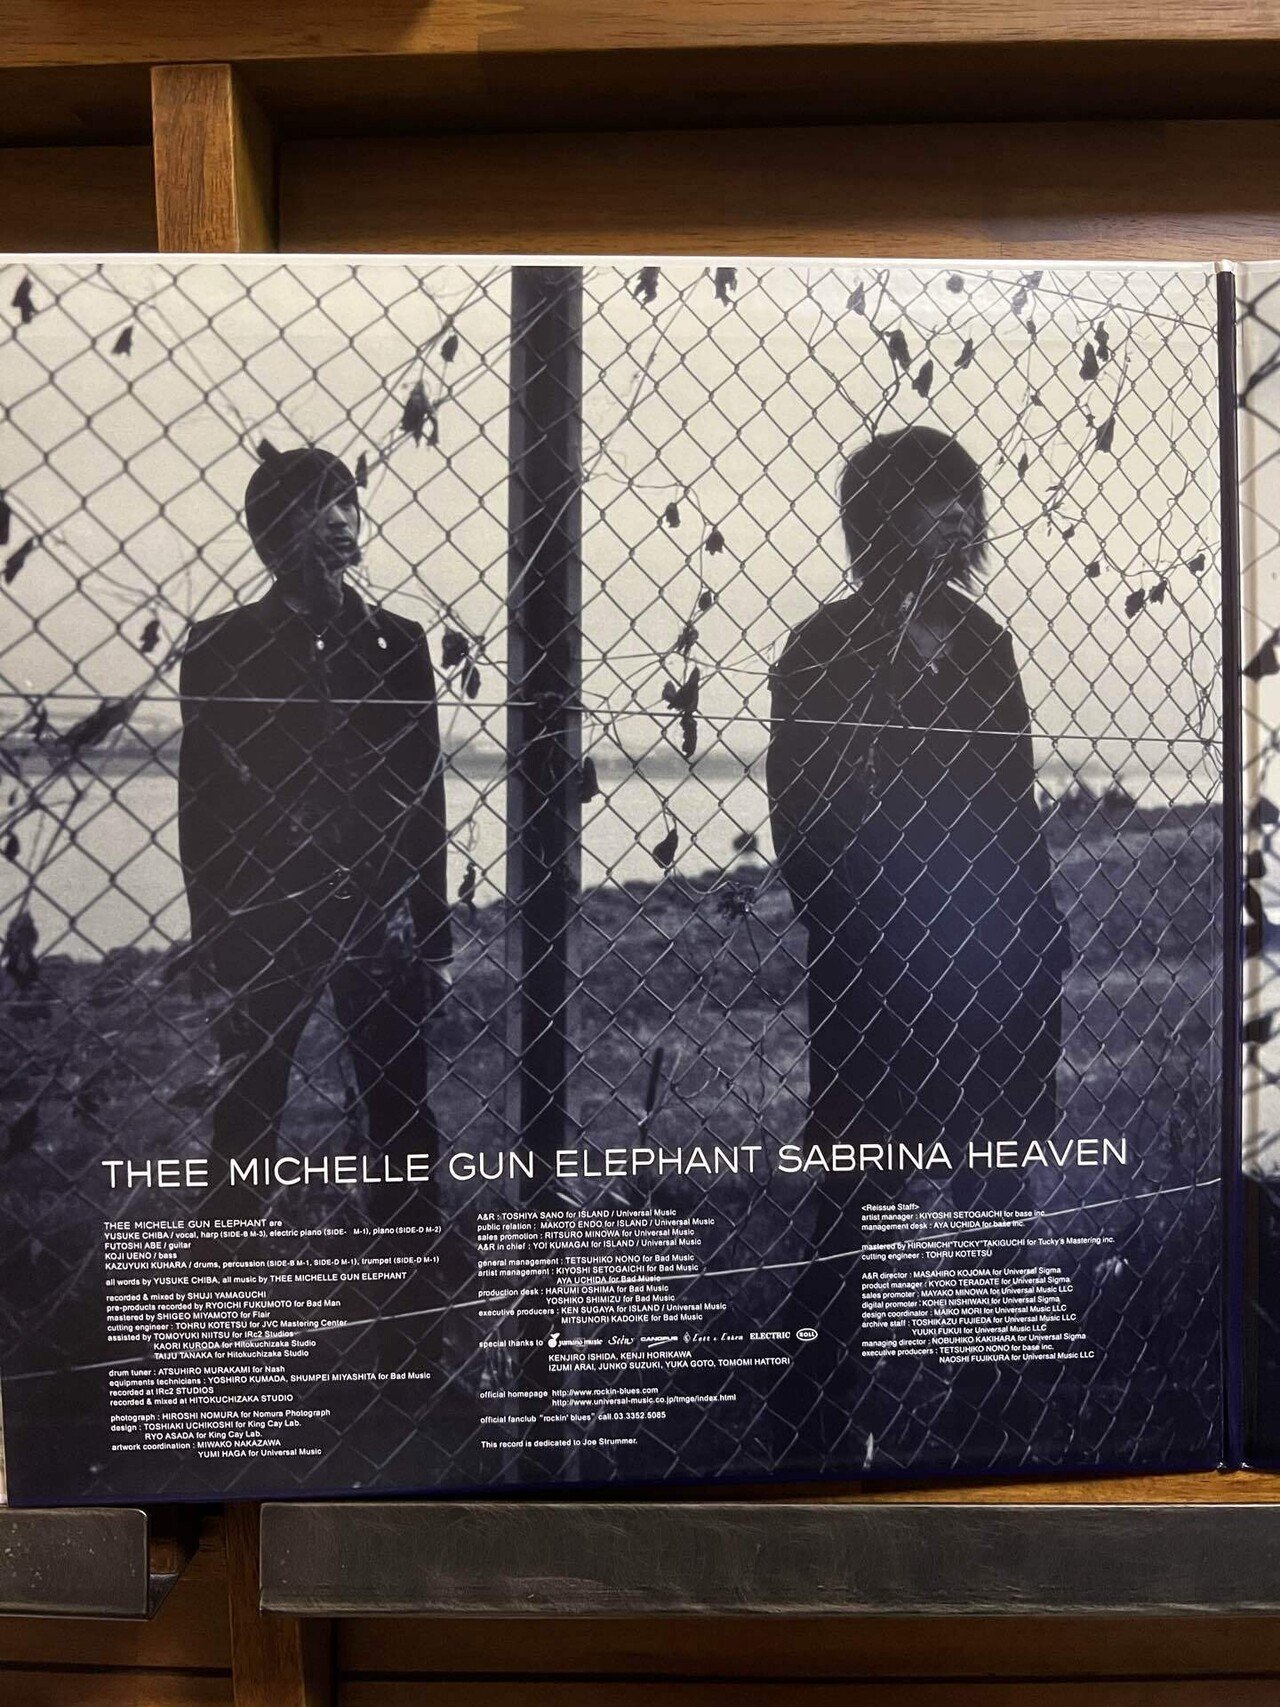 THEE MICHELLE GUN ELEPHANT SABRINA HEAVEN
THEE MICHELLE GUN ELEPHANT are
YUSUKE CHIBA / vocal, harp (SIDE-B M-3), electric piano (SIDE- M-1), piano (SIDE-D M-2)
FUTOSHI ABE / guitar
KOJI UENO / bass
KAZUYUKI KUHARA / drums, percussion (SIDE-B M-1, SIDE-D M-1), trumpet (SIDE-D M-1)
all words by YUSUKE CHIBA, all music by THEE MICHELLE GUN ELEPHANT
recorded & mixed by SHUJI YAMAGUCHI
pre-products recorded by RYOICHI FUKUMOTO for Bad Man
mastered by SHIGEO MIYAMOTO for Flair
cutting engineer : TOHRU KOTETSU for JVC Mastering Center
assisted by TOMOYUKI NIITSU for IRc2 Studios
KAORI KURODA for Hitokuchizaka Studio
TAIJU TANAKA for Hitokuchizaka Studio
drum tuner : ATSUHIRO MURAKAMI for Nash
equipments technicians : YOSHIRO KUMADA, SHUMPEI MIYASHITA for Bad Music
recorded at IRc2 STUDIOS
recorded & mixed at HITOKUCHIZAKA STUDIO
photograph : HIROSHI NOMURA for Nomura Photograph
design : TOSHIAKI UCHIKOSHI for King Cay Lab.
RYO ASADA for King Cay Lab.
artwork coordination : MIWAKO NAKAZAWA
YUMI HAGA for Universal Music
A&R : TOSHIYA SANO for ISLAND / Universal Music
public relation : MAKOTO ENDO for ISLAND / Universal Music
sales promotion : RITSURO MINOWA for Universal Music
A&R in chief : YOI KUMAGAI for ISLAND / Universal Music
general management : TETSUHIKO NONO for Bad Music
artist management : KIYOSHI SETOGAICHI for Bad Music
AYA UCHIDA for Bad Music
production desk : HARUMI OSHIMA for Bad Music
YOSHIKO SHIMIZU for Bad Music
executive producers : KEN SUGAYA for ISLAND / Universal Music
MITSUNORI KADOIKE for Bad Music
special thanks to yamano music CANOPUS ELECTRIC ROLL
KENJIRO ISHIDA, KENJI HORIKAWA
IZUMI ARAI, JUNKO SUZUKI, YUKA GOTO, TOMOMI HATTORI
official homepage http://www.rockin-blues.com
http://www.universal-music.co.jp/tmge/index.html
official fanclub "rockin' blues" call.03.3352.5085
This record is dedicated to Joe Strummer.
<Reissue Staff>
artist manager : KIYOSHI SETOGAICHI for base inc.
management desk : AYA UCHIDA for base inc.
mastered by HIROMICHI"TUCKY"TAKIGUCHI for Tucky's Mastering inc.
cutting engineer : TOHRU KOTETSU
A&R director : MASAHIRO KOJOMA for Universal Sigma
product manager : KYOKO TERADATE for Universal Sigma
sales promoter : MAYAKO MINOWA for Universal Music LLC
digital promoter : KOHEI NISHIWAKI for Universal Sigma
design coordinator : MAIKO MORI for Universal Music LLC
archive staff : TOSHIKAZU FUJIEDA for Universal Music LLC
YUUKI FUKUI for Universal Music LLC
managing director : NOBUHIKO KAKIHARA for Universal Sigma
executive producers : TETSUHIKO NONO for base inc.
NAOSHI FUJIKURA for Universal Music LLC